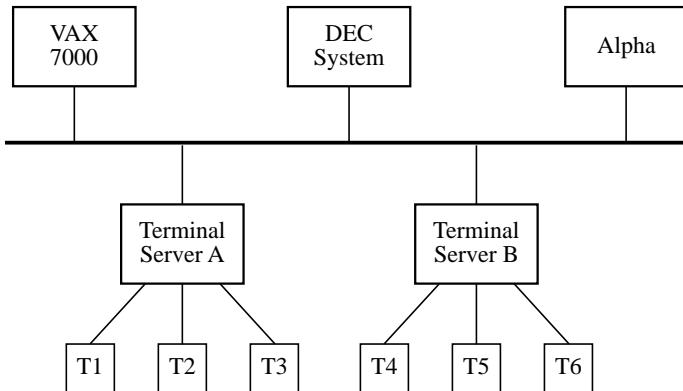 VAX
7000
DEC
System
Alpha
Terminal
Server A
Terminal
Server B
T1
T2
T3
T4
T5
T6